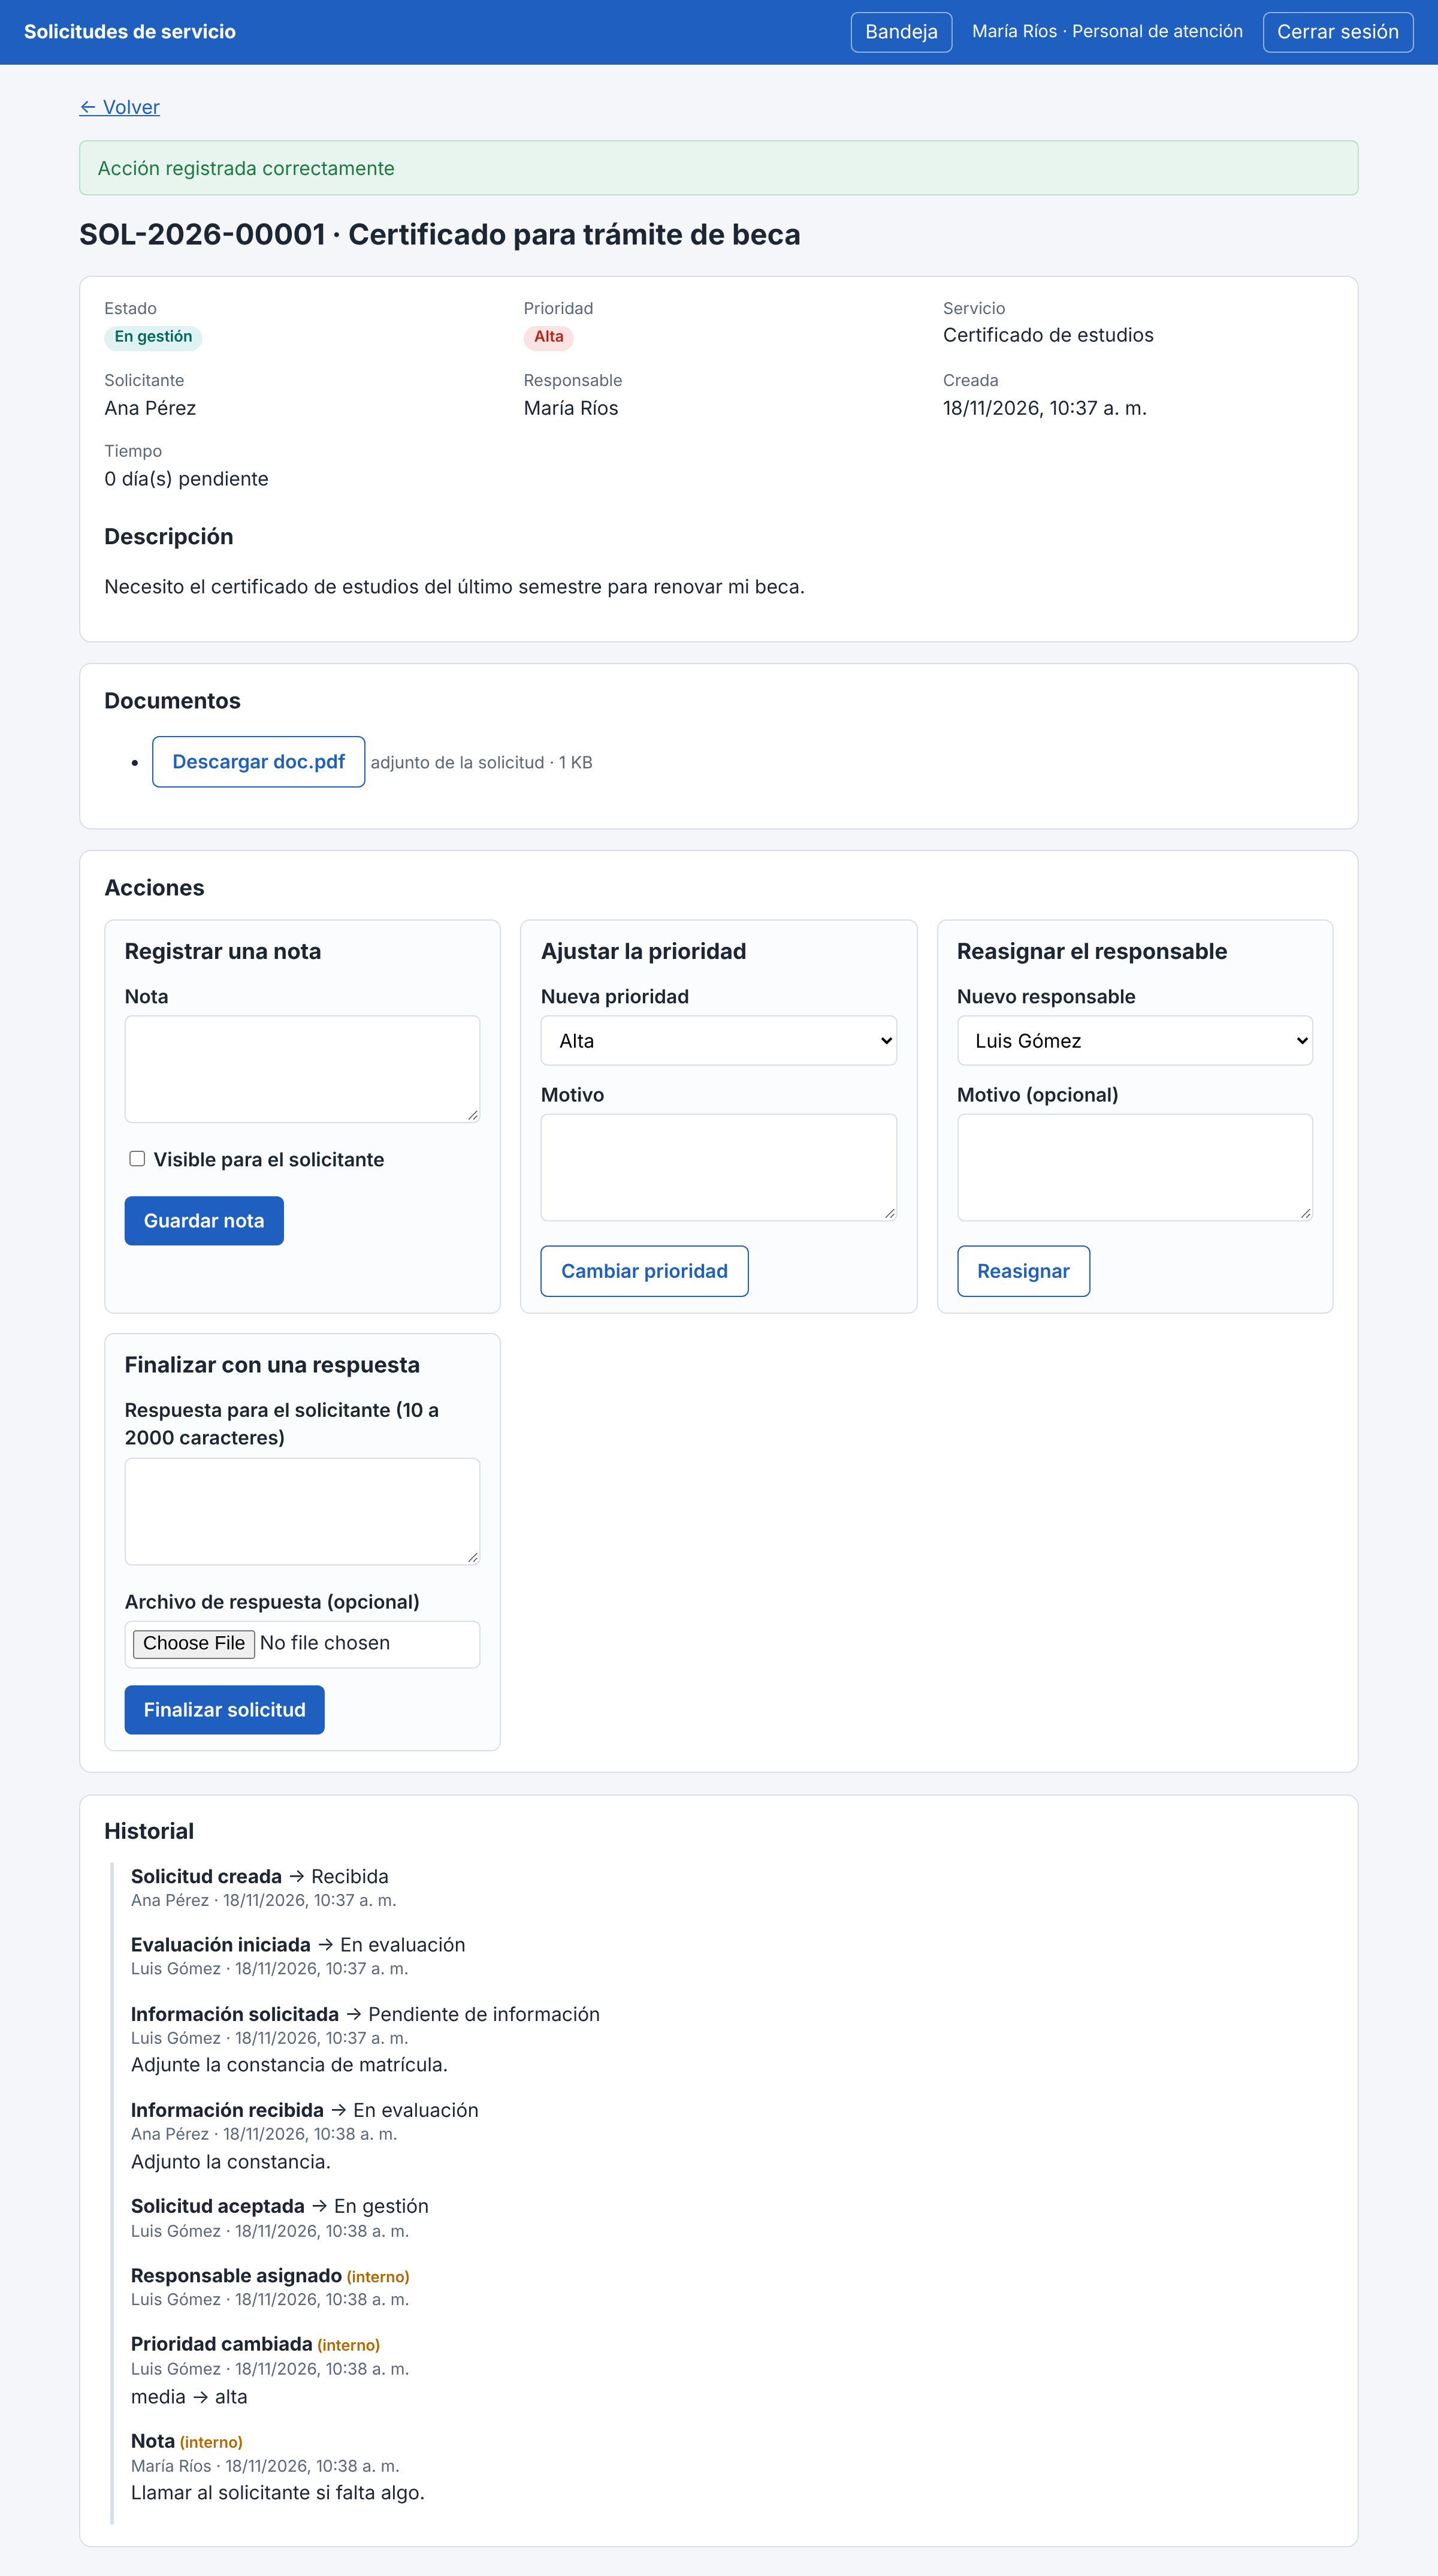 Solicitudes de servicio
Bandeja
María Ríos · Personal de atención
Cerrar sesión
← Volver
Acción registrada correctamente
SOL-2026-00001 · Certificado para trámite de beca
Estado
En gestión
Prioridad
Alta
Servicio
Certificado de estudios
Solicitante
Ana Pérez
Responsable
María Ríos
Creada
18/11/2026, 10:37 a. m.
Tiempo
0 día(s) pendiente
Descripción
Necesito el certificado de estudios del último semestre para renovar mi beca.
Documentos
Descargar doc.pdf adjunto de la solicitud · 1 KB
Acciones
Registrar una nota
Nota
Visible para el solicitante
Guardar nota
Ajustar la prioridad
Nueva prioridad
Alta
Motivo
Cambiar prioridad
Reasignar el responsable
Nuevo responsable
Luis Gómez
Motivo (opcional)
Reasignar
Finalizar con una respuesta
Respuesta para el solicitante (10 a
2000 caracteres)
Archivo de respuesta (opcional)
Choose File No file chosen
Finalizar solicitud
Historial
Solicitud creada → Recibida
Ana Pérez · 18/11/2026, 10:37 a. m.
Evaluación iniciada → En evaluación
Luis Gómez · 18/11/2026, 10:37 a. m.
Información solicitada → Pendiente de información
Luis Gómez · 18/11/2026, 10:37 a. m.
Adjunte la constancia de matrícula.
Información recibida → En evaluación
Ana Pérez · 18/11/2026, 10:38 a. m.
Adjunto la constancia.
Solicitud aceptada → En gestión
Luis Gómez · 18/11/2026, 10:38 a. m.
Responsable asignado (interno)
Luis Gómez · 18/11/2026, 10:38 a. m.
Prioridad cambiada (interno)
Luis Gómez · 18/11/2026, 10:38 a. m.
media → alta
Nota (interno)
María Ríos · 18/11/2026, 10:38 a. m.
Llamar al solicitante si falta algo.